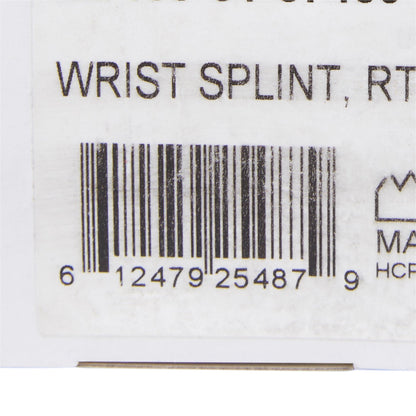 WRIST SPLINT, RT
6 12479 25487 9
MA
HCP